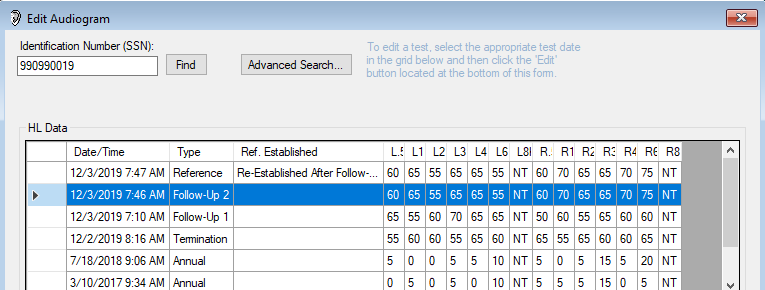 Edit Audiogram
Identification Number (SSN):
990990019
Find
Advanced Search...
To edit a test, select the appropriate test date
in the grid below and then click the 'Edit'
button located at the bottom of this form.
HL Data
Date/Time Type Ref. Established L.5 L1 L2 L3 L4 L6 L8 R. R1 R2 R3 R4 R6 R8
12/3/2019 7:47 AM Reference Re-Established After Follow-... 60 65 55 65 65 55 NT 60 70 65 65 70 75 NT
12/3/2019 7:46 AM Follow-Up 2 60 65 55 65 65 55 NT 60 70 65 65 70 75 NT
12/3/2019 7:10 AM Follow-Up 1 65 55 60 70 65 65 NT 50 60 55 65 60 60 NT
12/2/2019 8:16 AM Termination 55 60 60 55 65 60 NT 65 55 60 65 65 65 NT
7/18/2018 9:06 AM Annual 5 0 0 5 5 10 NT 5 0 5 15 5 20 NT
3/10/2017 9:34 AM Annual 0 5 0 5 5 10 NT 5 5 5 15 0 5 NT